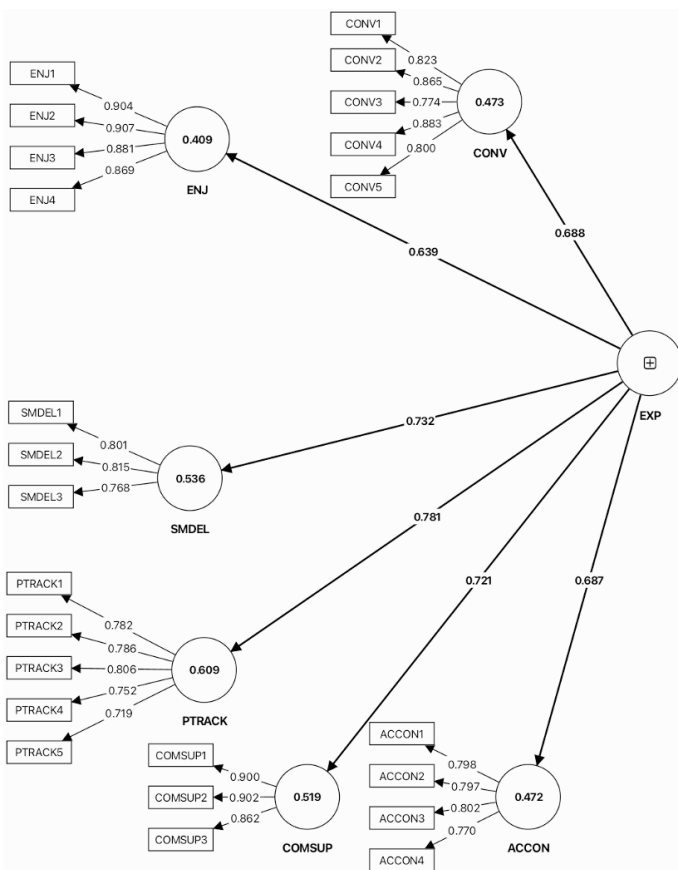 CONV1
CONV2
CONV3
CONV4
CONV5
0.823
0.865
0.774
0.883
0.800
0.473
CONV
ENJ1
ENJ2
ENJ3
ENJ4
0.904
0.907
0.881
0.869
0.409
ENJ
0.688
0.639
EXP
SMDEL1
SMDEL2
SMDEL3
0.801
0.815
0.768
0.536
SMDEL
0.732
0.781
0.721
0.687
PTRACK1
PTRACK2
PTRACK3
PTRACK4
PTRACK5
0.782
0.786
0.806
0.752
0.719
0.609
PTRACK
COMSUP1
COMSUP2
COMSUP3
0.900
0.902
0.862
0.519
COMSUP
ACCON1
ACCON2
ACCON3
ACCON4
0.798
0.797
0.802
0.770
0.472
ACCON